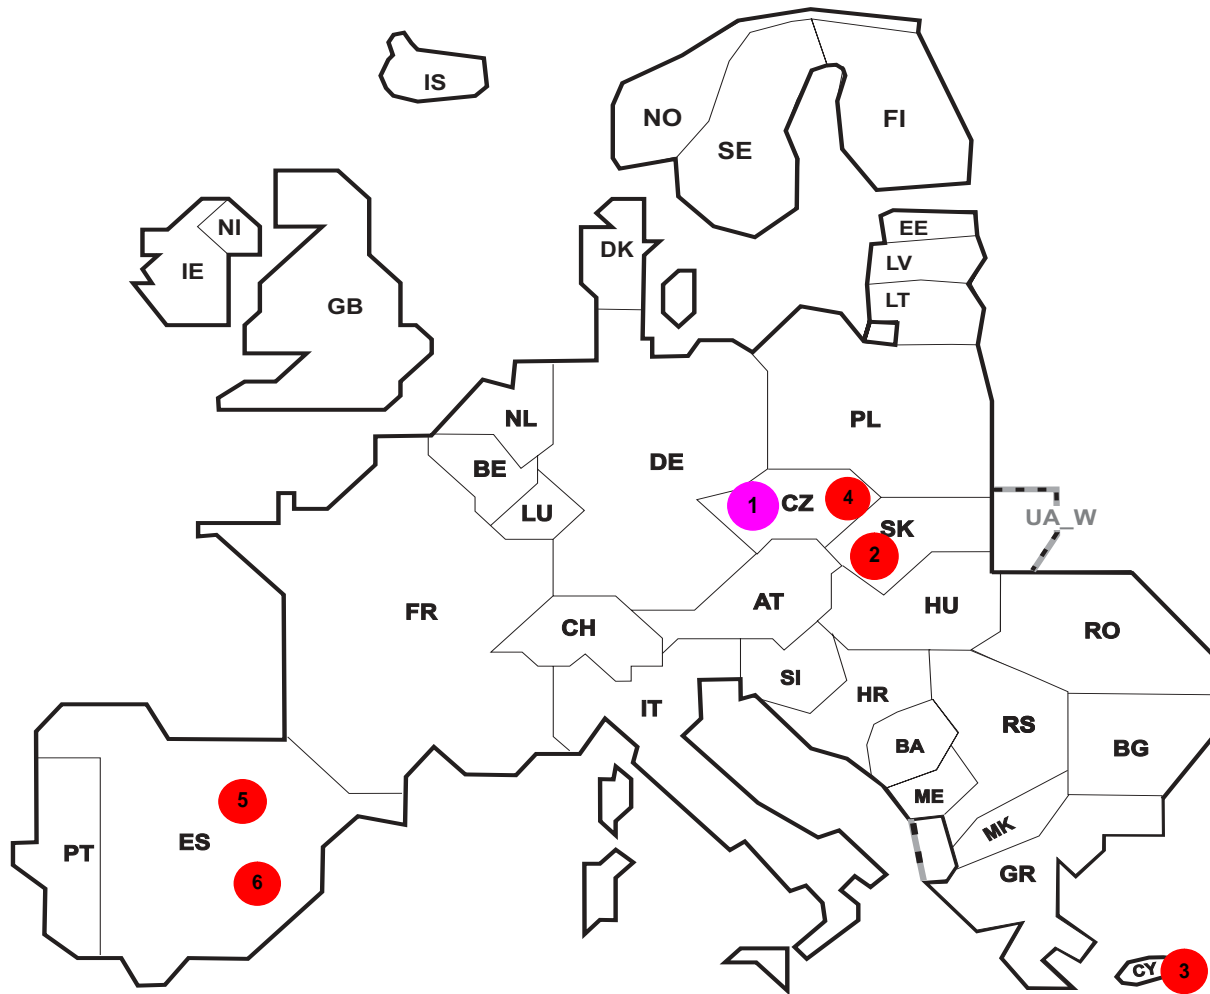 IS
NO
SE
FI
NI
IE
GB
DK
EE
LV
LT
NL
BE
LU
DE
PL
1
CZ
4
SK
2
UA_W
FR
CH
AT
HU
RO
SI
IT
HR
BA
RS
BG
ME
MK
GR
5
ES
PT
6
CY
3